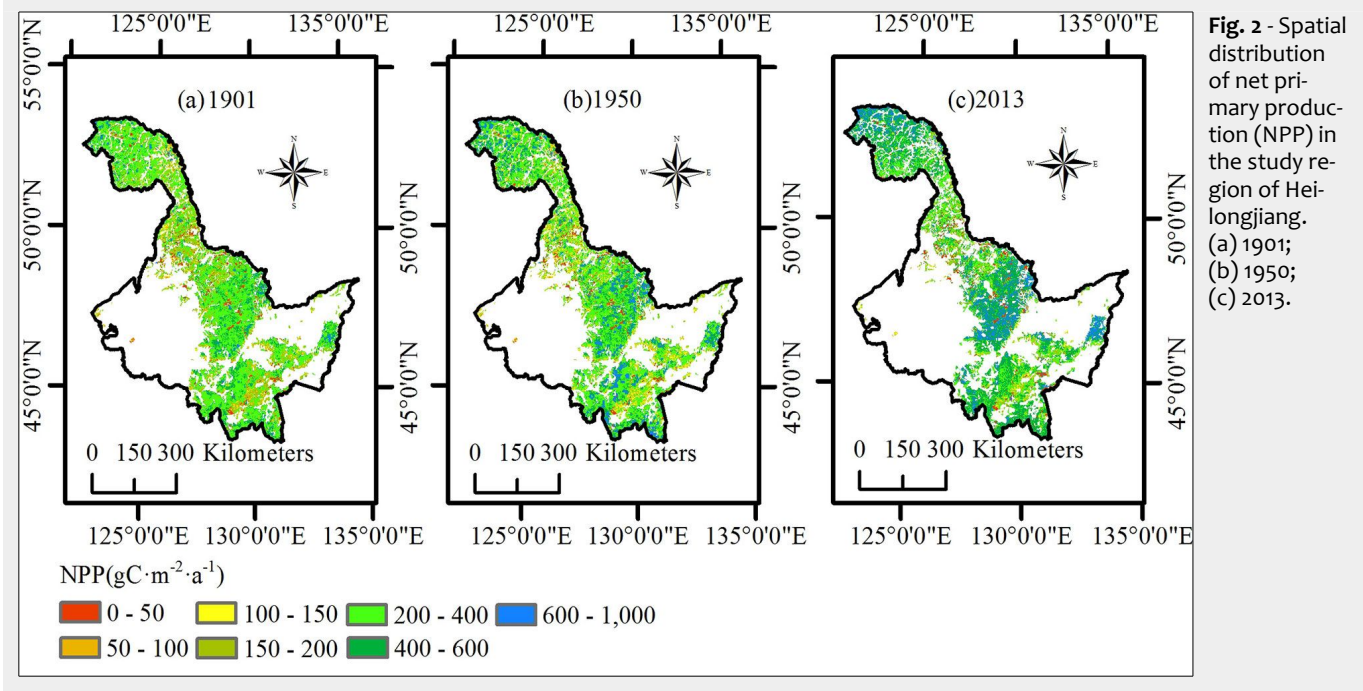 125°0'0"E 135°0'0"E
125°0'0"E 135°0'0"E
125°0'0"E 135°0'0"E
55°0'0"N
50°0'0"N
45°0'0"N
(a)1901
N
W E
S
0 150 300 Kilometers
(b)1950
N
W E
S
0 150 300 Kilometers
50°0'0"N
45°0'0"N
(c)2013
N
W E
S
0 150 300 Kilometers
50°0'0"N
45°0'0"N
125°0'0"E 130°0'0"E 135°0'0"E
125°0'0"E 130°0'0"E 135°0'0"E
125°0'0"E 130°0'0"E 135°0'0"E
NPP(gC·m⁻²·a⁻¹)
0 - 50 100 - 150 200 - 400 600 - 1,000
50 - 100 150 - 200 400 - 600
Fig. 2 - Spatial
distribution
of net pri-
mary produc-
tion (NPP) in
the study re-
gion of Hei-
longjiang.
(a) 1901;
(b) 1950;
(c) 2013.